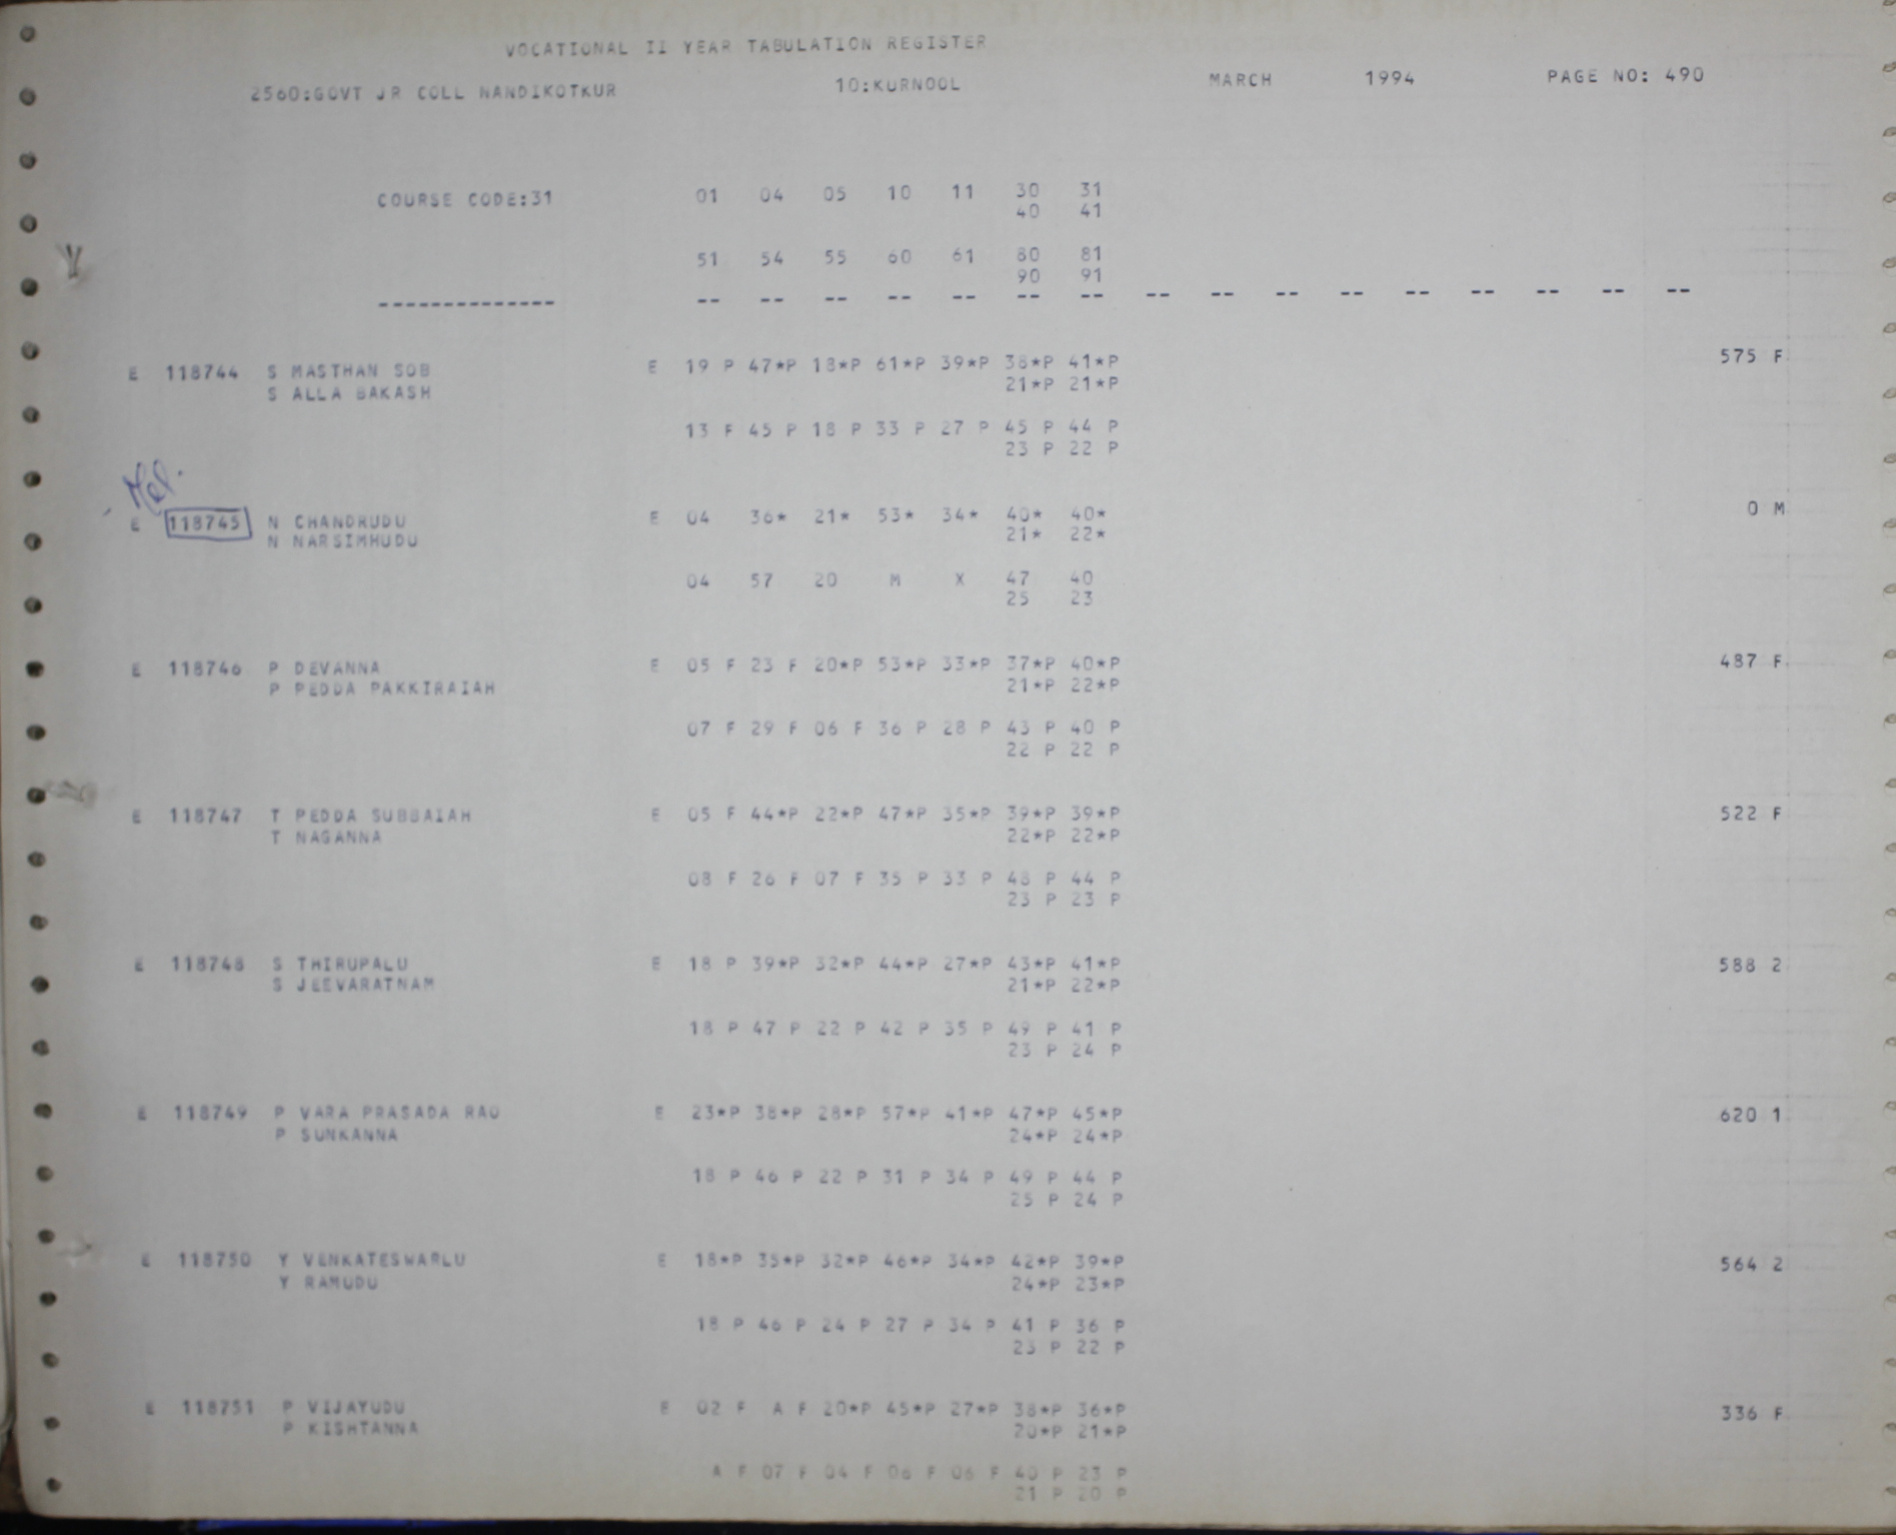 VOCATIONAL II YEAR TABULATION REGISTER
2560:GOVT JR COLL NANDIKOTKUR 10:KURNOOL MARCH 1994 PAGE NO: 490
COURSE CODE:31 01 04 05 10 11 30 31
40 41
51 54 55 60 61 80 81
90 91
-------------- -- -- -- -- -- -- -- -- -- -- -- -- -- -- -- --
E 118744 S MASTHAN SOB E 19 P 47*P 18*P 61*P 39*P 38*P 41*P 575 F
S ALLA BAKASH 21*P 21*P
13 F 45 P 18 P 33 P 27 P 45 P 44 P
23 P 22 P
E 118745 N CHANDRUDU E 04 36* 21* 53* 34* 40* 40* 0 M
N NARSIMHUDU 21* 22*
04 57 20 M X 47 40
25 23
E 118746 P DEVANNA E 05 F 23 F 20*P 53*P 33*P 37*P 40*P 487 F
P PEDDA PAKKIRAIAH 21*P 22*P
07 F 29 F 06 F 36 P 28 P 43 P 40 P
22 P 22 P
E 118747 T PEDDA SUBBAIAH E 05 F 44*P 22*P 47*P 35*P 39*P 39*P 522 F
T NAGANNA 22*P 22*P
08 F 26 F 07 F 35 P 33 P 48 P 44 P
23 P 23 P
E 118748 S THIRUPALU E 18 P 39*P 32*P 44*P 27*P 43*P 41*P 588 2
S JEEVARATNAM 21*P 22*P
18 P 47 P 22 P 42 P 35 P 49 P 41 P
23 P 24 P
E 118749 P VARA PRASADA RAO E 23*P 38*P 28*P 57*P 41*P 47*P 45*P 620 1
P SUNKANNA 24*P 24*P
18 P 46 P 22 P 31 P 34 P 49 P 44 P
25 P 24 P
E 118750 Y VENKATESWARLU E 18*P 35*P 32*P 46*P 34*P 42*P 39*P 564 2
Y RAMUDU 24*P 23*P
18 P 46 P 24 P 27 P 34 P 41 P 36 P
23 P 22 P
E 118751 P VIJAYUDU E 02 F A F 20*P 45*P 27*P 38*P 36*P 336 F
P KISHTANNA 20*P 21*P
A F 07 F 04 F 06 F 06 F 40 P 23 P
21 P 20 P